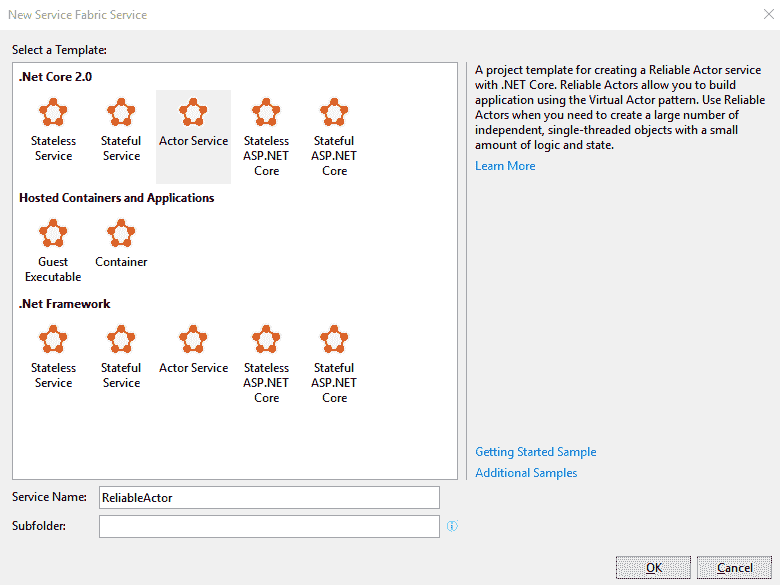 New Service Fabric Service
Select a Template:
.Net Core 2.0
Stateless
Service
Stateful
Service
Actor Service
Stateless
ASP.NET
Core
Stateful
ASP.NET
Core
Hosted Containers and Applications
Guest
Executable
Container
.Net Framework
Stateless
Service
Stateful
Service
Actor Service
Stateless
ASP.NET
Core
Stateful
ASP.NET
Core
A project template for creating a Reliable Actor service
with .NET Core. Reliable Actors allow you to build
application using the Virtual Actor pattern. Use Reliable
Actors when you need to create a large number of
independent, single-threaded objects with a small
amount of logic and state.
Learn More
Getting Started Sample
Additional Samples
Service Name: ReliableActor
Subfolder:
OK Cancel